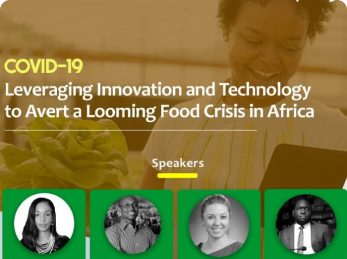 COVID-19
Leveraging Innovation and Technology
to Avert a Looming Food Crisis in Africa
Speakers